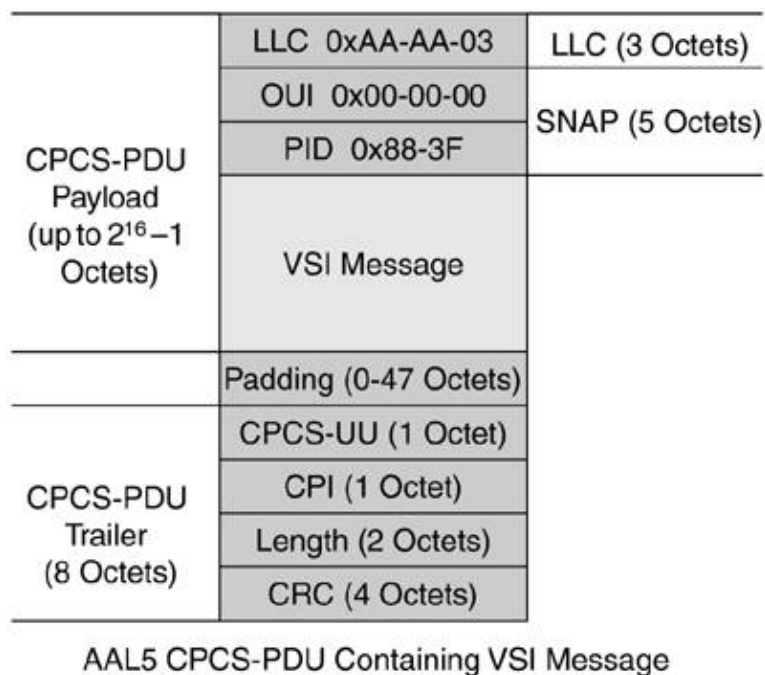 LLC 0xAA-AA-03
LLC (3 Octets)
OUI 0x00-00-00
SNAP (5 Octets)
PID 0x88-3F
CPCS-PDU
Payload
(up to 2¹⁶–1
Octets)
VSI Message
Padding (0-47 Octets)
CPCS-UU (1 Octet)
CPI (1 Octet)
CPCS-PDU
Trailer
(8 Octets)
Length (2 Octets)
CRC (4 Octets)
AAL5 CPCS-PDU Containing VSI Message